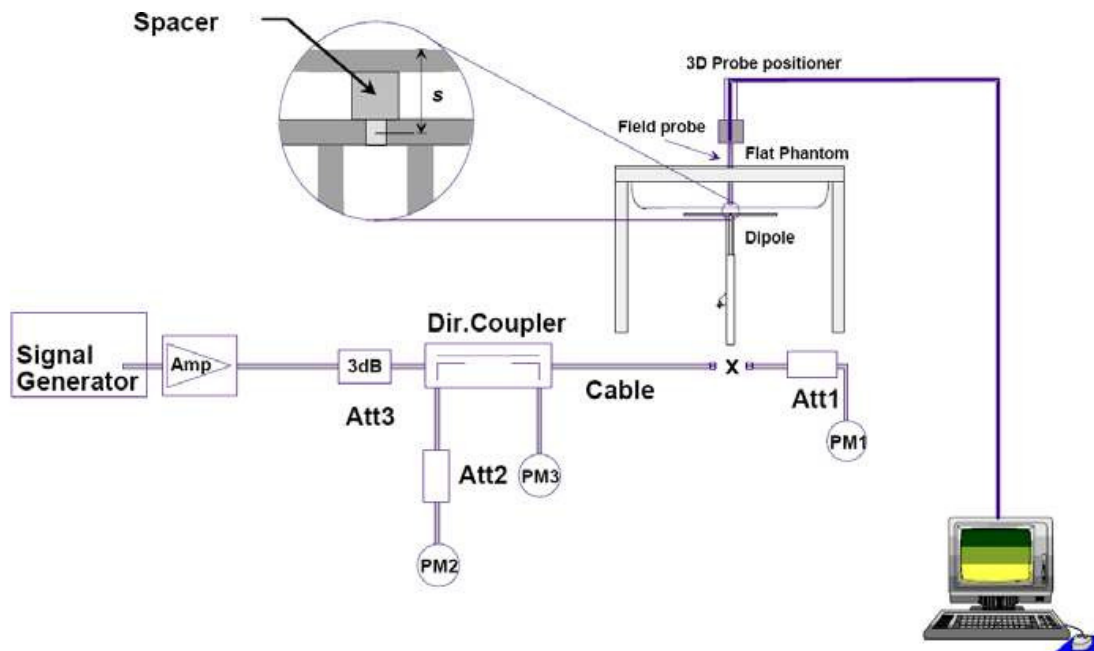 Spacer
s
3D Probe positioner
Field probe
Flat Phantom
Dipole
Dir.Coupler
Signal
Generator
Amp
3dB
Att3
Cable
x
Att1
PM1
Att2
PM3
PM2